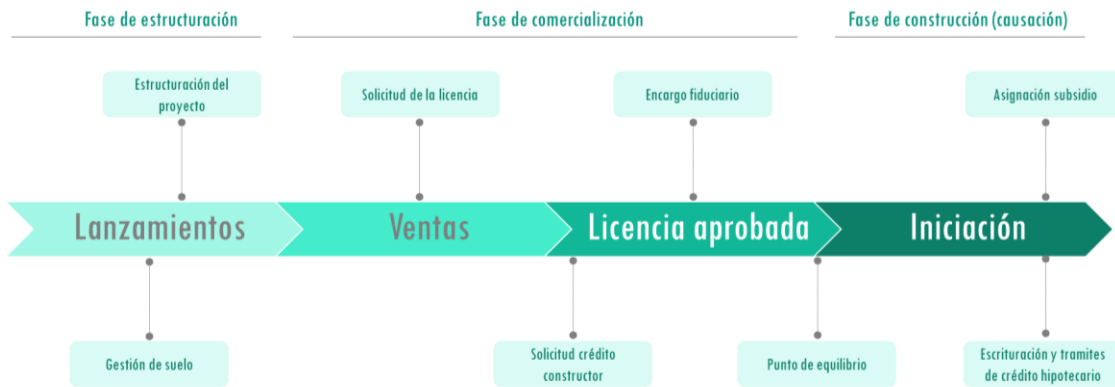 Fase de estructuración
Fase de comercialización
Fase de construcción (causación)
Estructuración del
proyecto
Solicitud de la licencia
Encargo fiduciario
Asignación subsidio
Lanzamientos
Ventas
Licencia aprobada
Iniciación
Gestión de suelo
Solicitud crédito
constructor
Punto de equilibrio
Escrituración y tramites
de crédito hipotecario